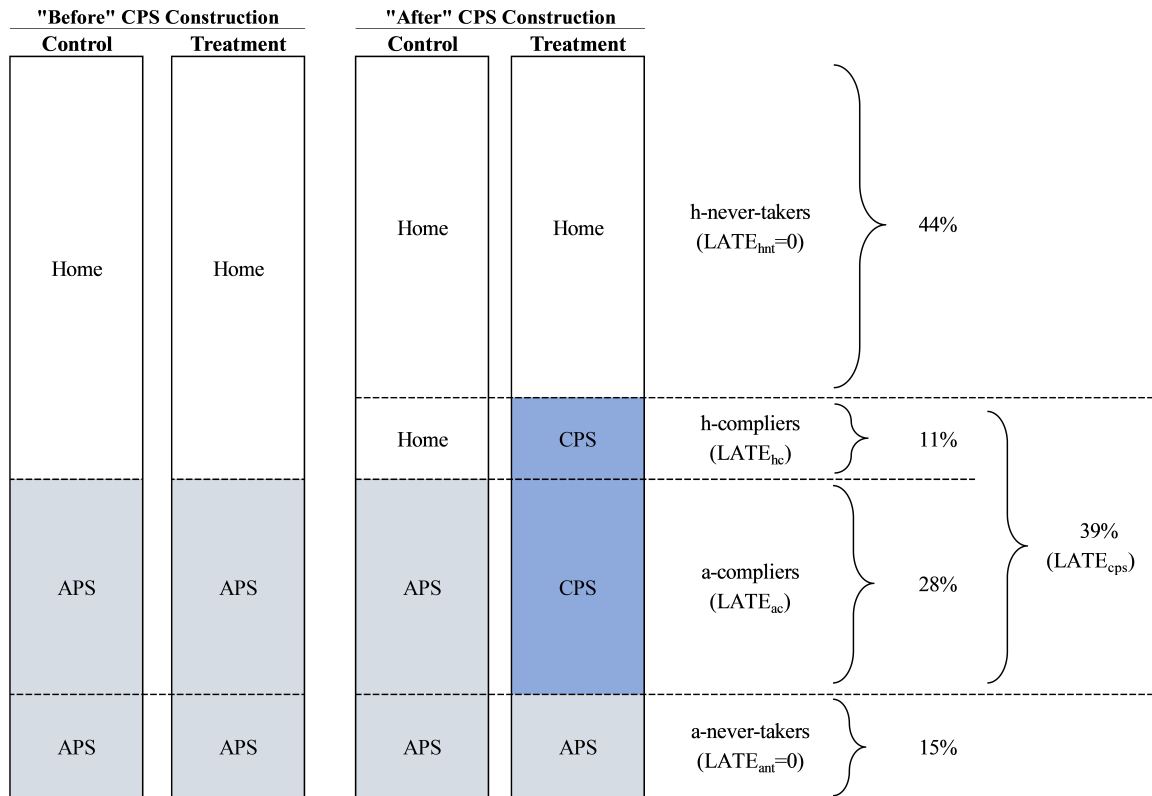 "Before" CPS Construction
"After" CPS Construction
Control
Treatment
Control
Treatment
Home
Home
Home
Home
h-never-takers
(LATEhnt=0)
44%
Home
CPS
h-compliers
(LATEhc)
11%
APS
APS
APS
CPS
a-compliers
(LATEac)
28%
39%
(LATEcps)
APS
APS
APS
APS
a-never-takers
(LATEant=0)
15%